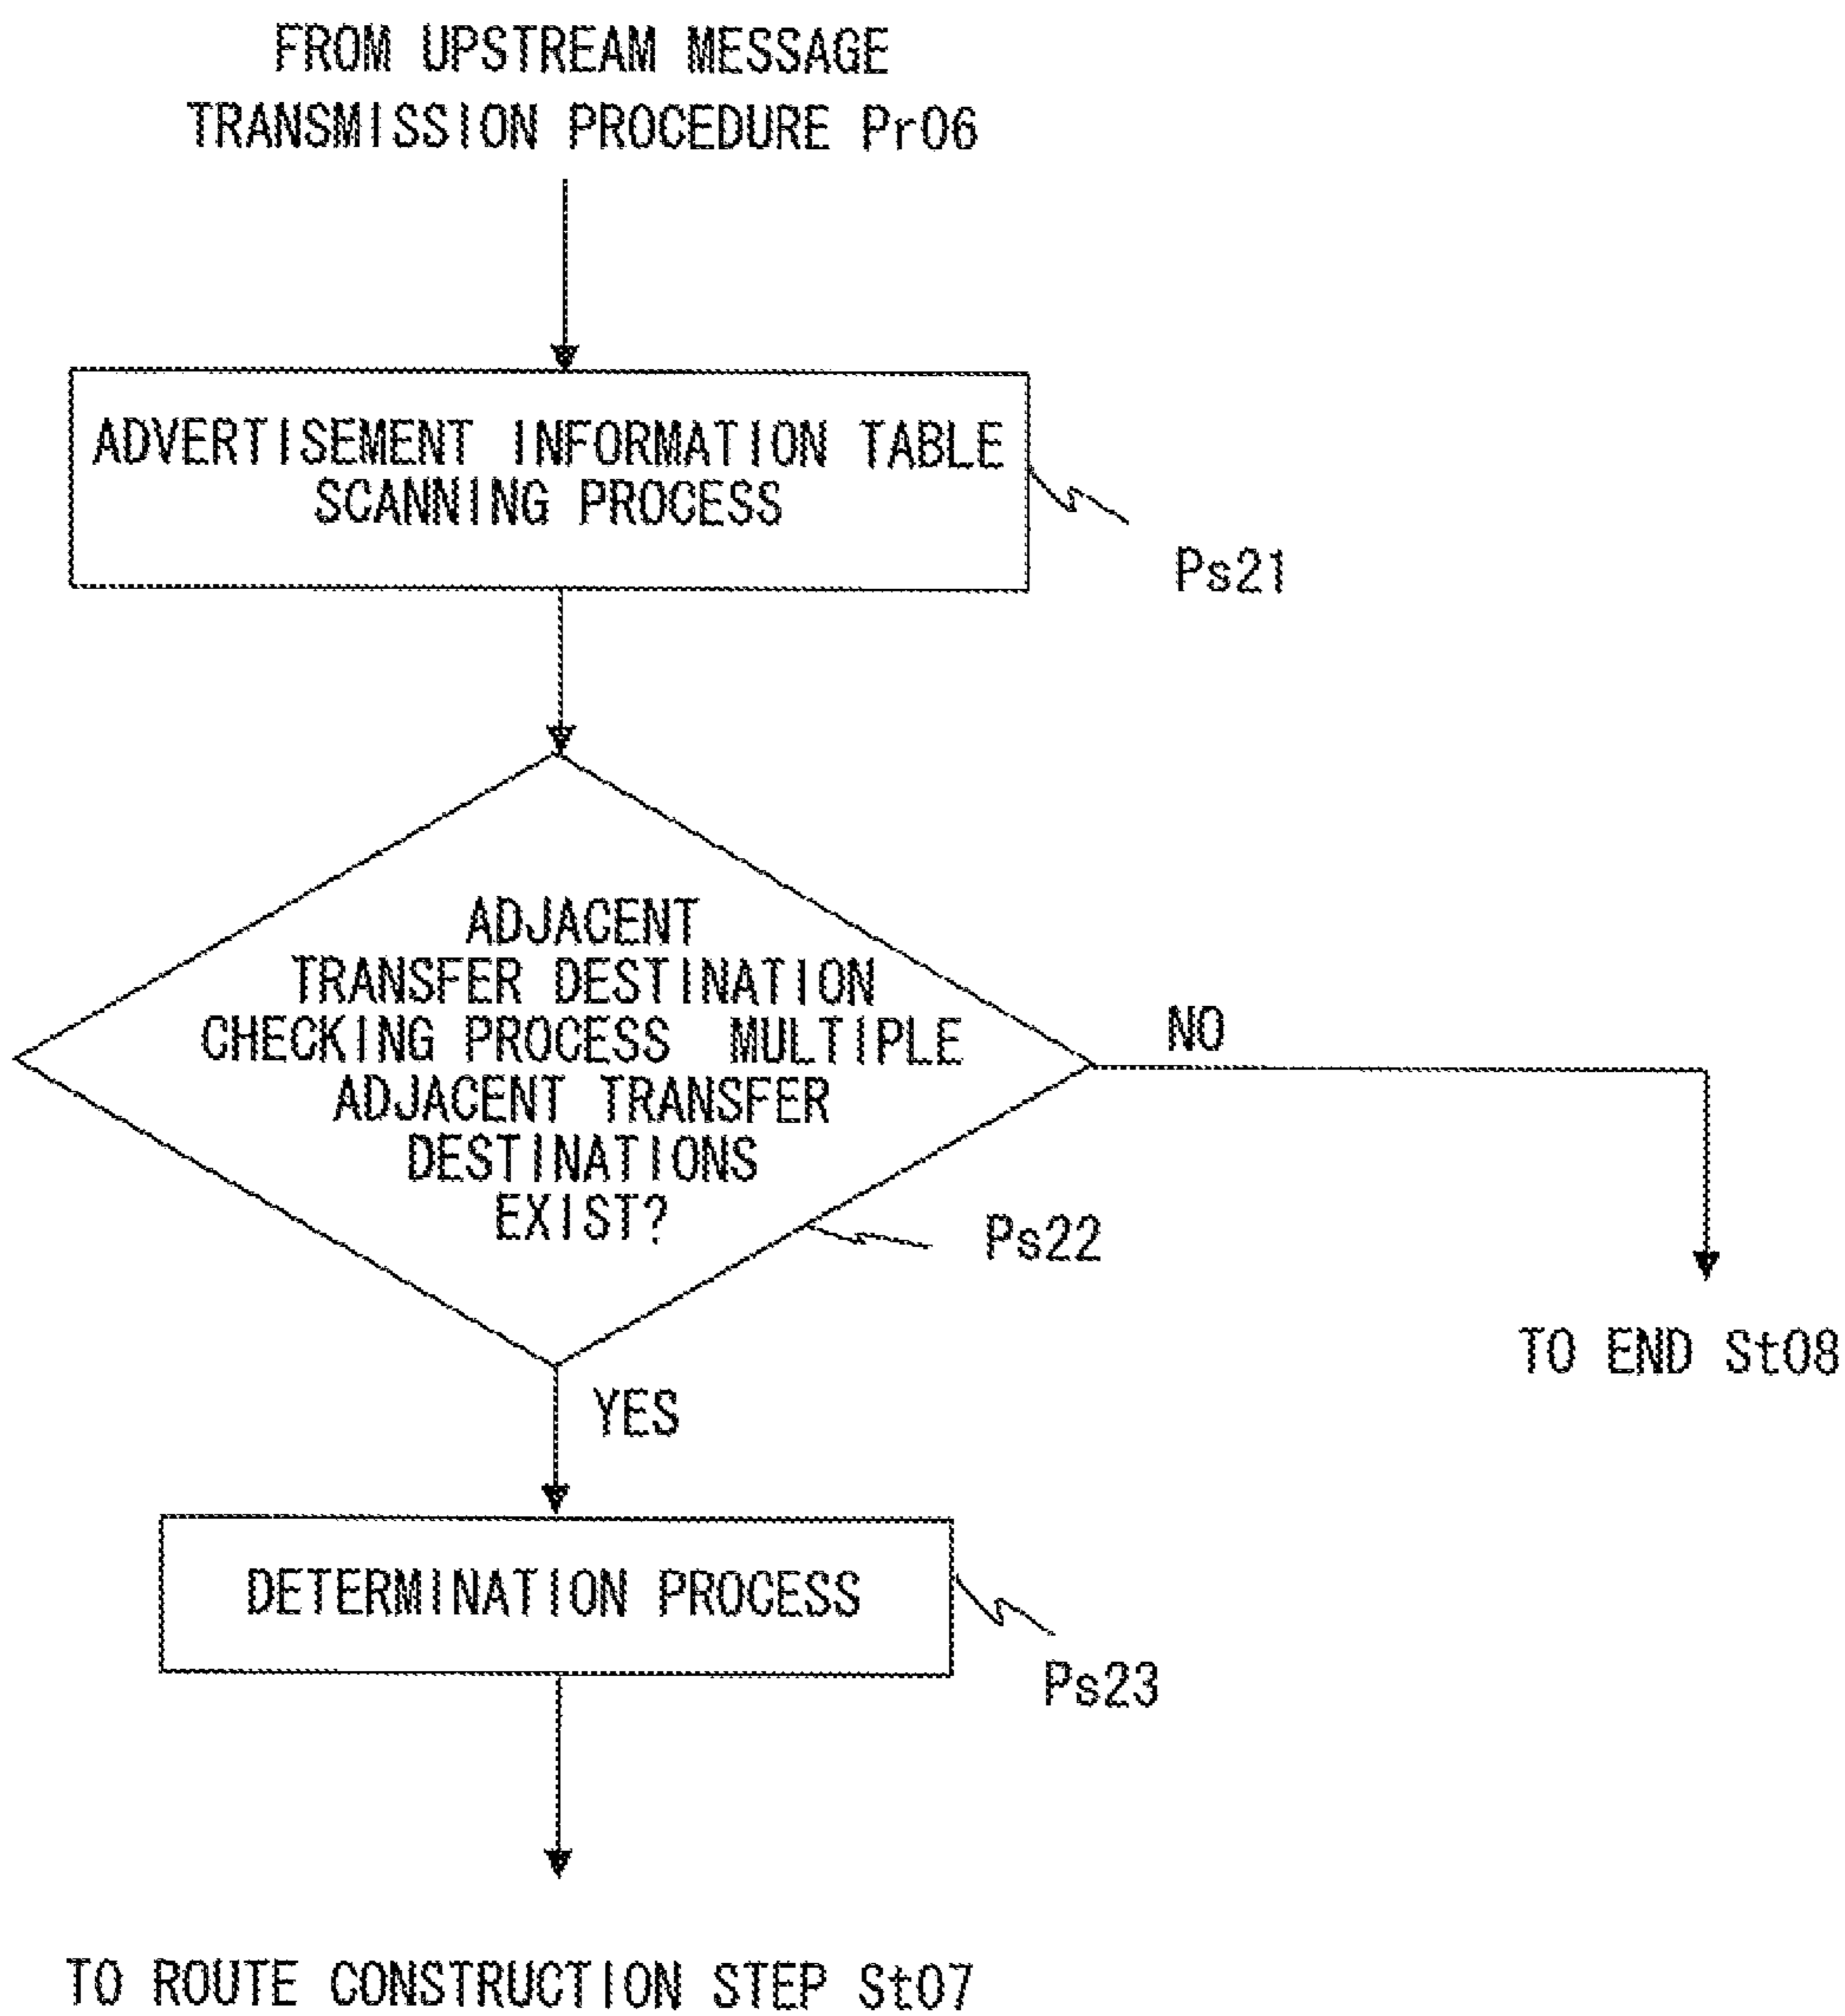 FROM UPSTREAM MESSAGE
TRANSMISSION PROCEDURE Pr06
ADVERTISEMENT INFORMATION TABLE
SCANNING PROCESS
Ps21
ADJACENT
TRANSFER DESTINATION
CHECKING PROCESS MULTIPLE
ADJACENT TRANSFER
DESTINATIONS
EXIST?
NO
Ps22
TO END St08
YES
DETERMINATION PROCESS
Ps23
TO ROUTE CONSTRUCTION STEP St07